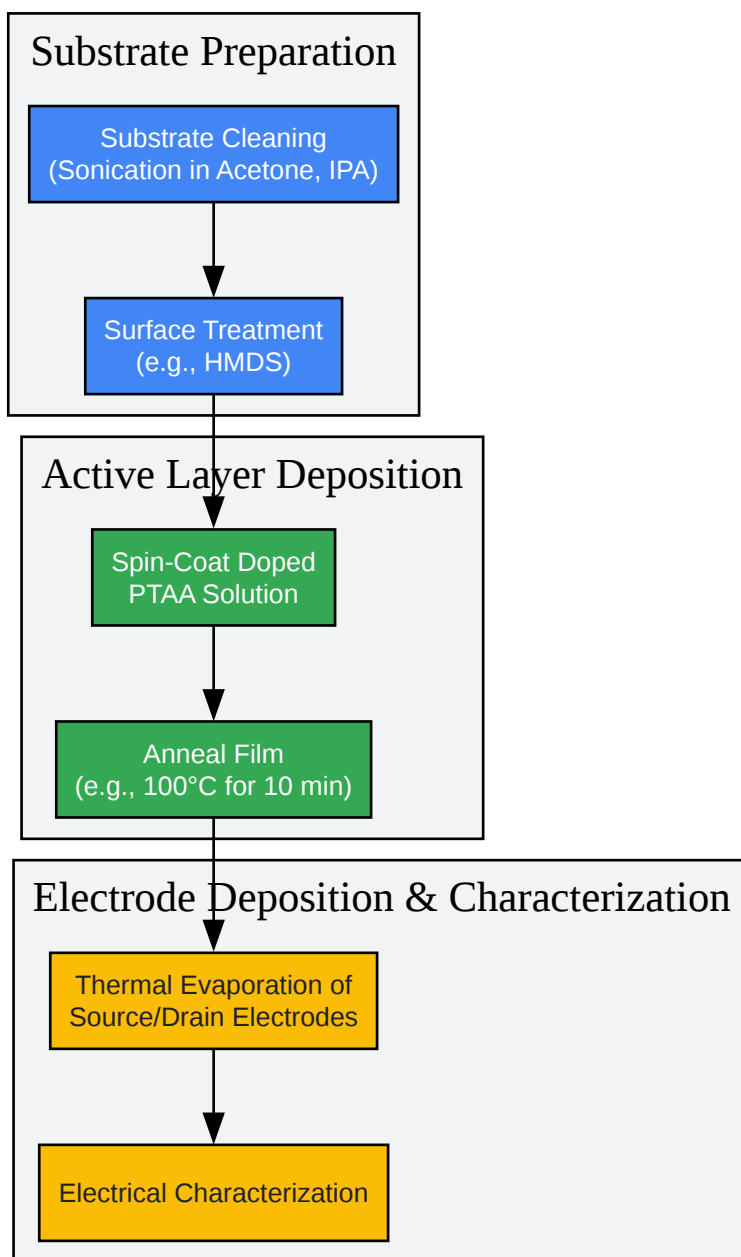 Substrate Preparation
Substrate Cleaning
(Sonication in Acetone, IPA)
Surface Treatment
(e.g., HMDS)
Active Layer Deposition
Spin-Coat Doped
PTAA Solution
Anneal Film
(e.g., 100°C for 10 min)
Electrode Deposition & Characterization
Thermal Evaporation of
Source/Drain Electrodes
Electrical Characterization